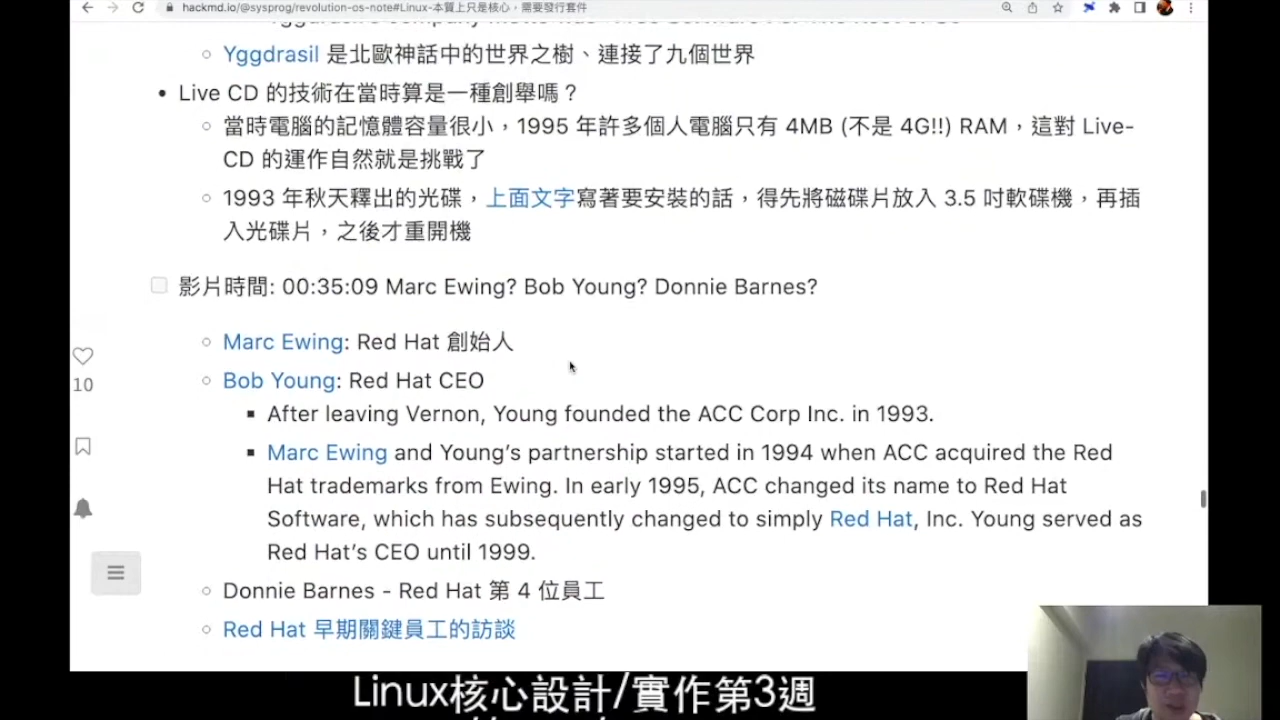 hackmd.io/@sysprog/revolution-os-note#Linux-本質上只是核心，需要發行套件
Yggdrasil 是北歐神話中的世界之樹、連接了九個世界
Live CD 的技術在當時算是一種創舉嗎？
當時電腦的記憶體容量很小，1995 年許多個人電腦只有 4MB (不是 4G!!) RAM，這對 Live-
CD 的運作自然就是挑戰了
1993 年秋天釋出的光碟，上面文字寫著要安裝的話，得先將磁碟片放入 3.5 吋軟碟機，再插
入光碟片，之後才重開機
影片時間: 00:35:09 Marc Ewing? Bob Young? Donnie Barnes?
Marc Ewing: Red Hat 創始人
Bob Young: Red Hat CEO
10
After leaving Vernon, Young founded the ACC Corp Inc. in 1993.
Marc Ewing and Young's partnership started in 1994 when ACC acquired the Red
Hat trademarks from Ewing. In early 1995, ACC changed its name to Red Hat
Software, which has subsequently changed to simply Red Hat, Inc. Young served as
Red Hat's CEO until 1999.
Donnie Barnes - Red Hat 第 4 位員工
Red Hat 早期關鍵員工的訪談
Linux核心設計/實作第3週